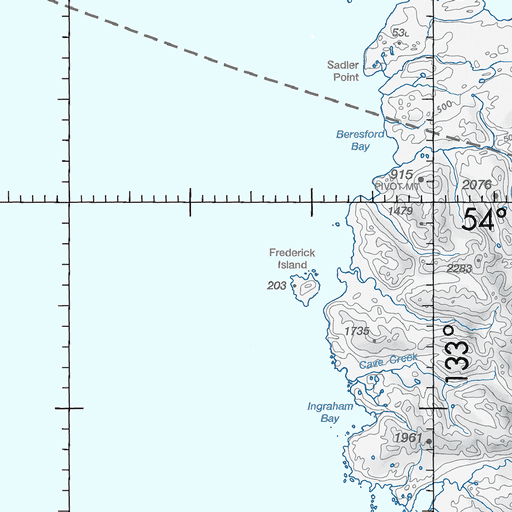 Sadler
Point
500
Beresford
Bay
915
PIVOT MT
2076
1479
54°
Frederick
Island
203
2283
1735
133°
Cave Creek
Ingraham
Bay
1961